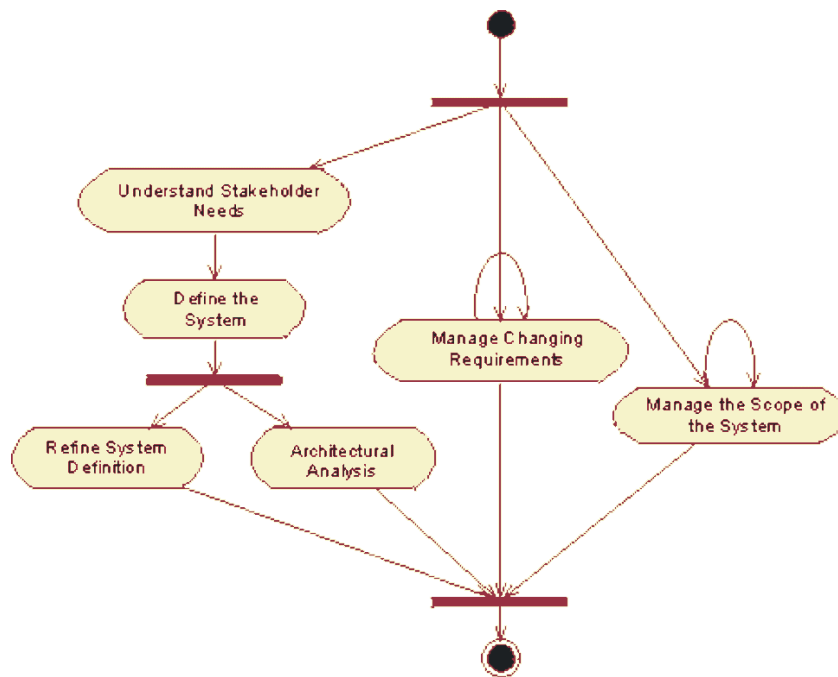 Understand Stakeholder
Needs
Define the
System
Manage Changing
Requirements
Manage the Scope of
the System
Refine System
Definition
Architectural
Analysis